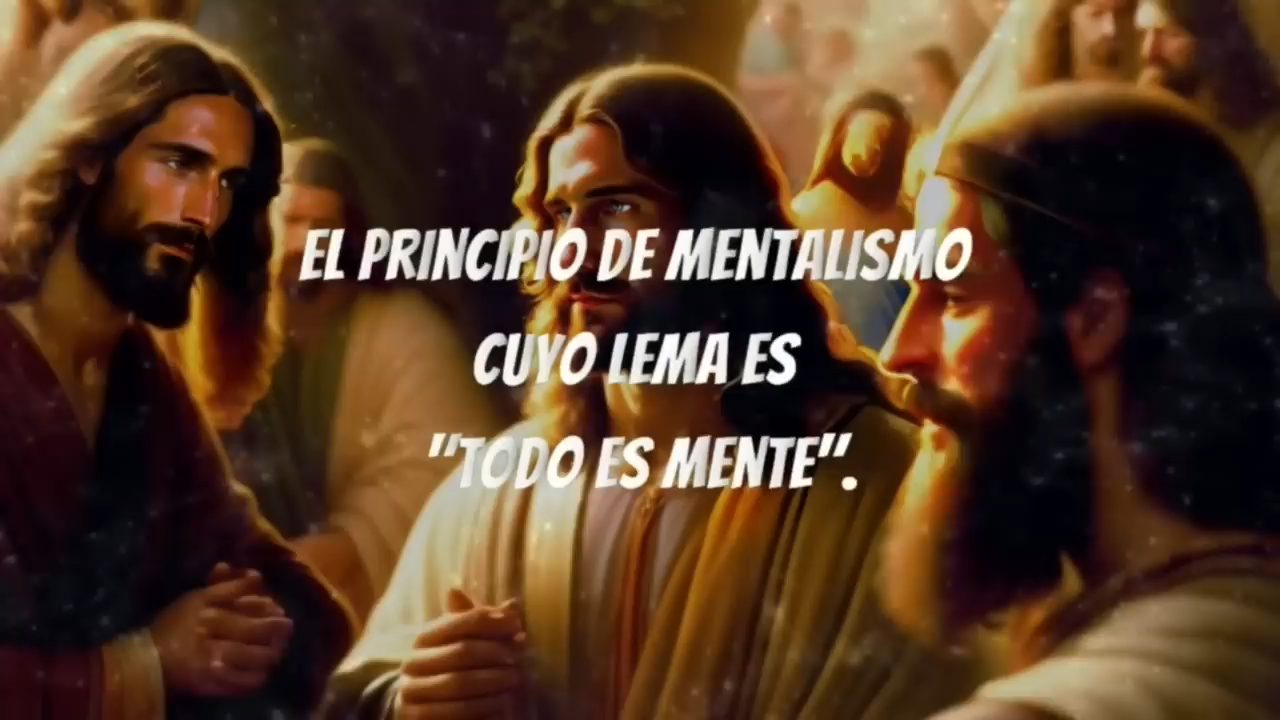 EL PRINCIPIO DE MENTALISMO
CUYO LEMA ES
"TODO ES MENTE".